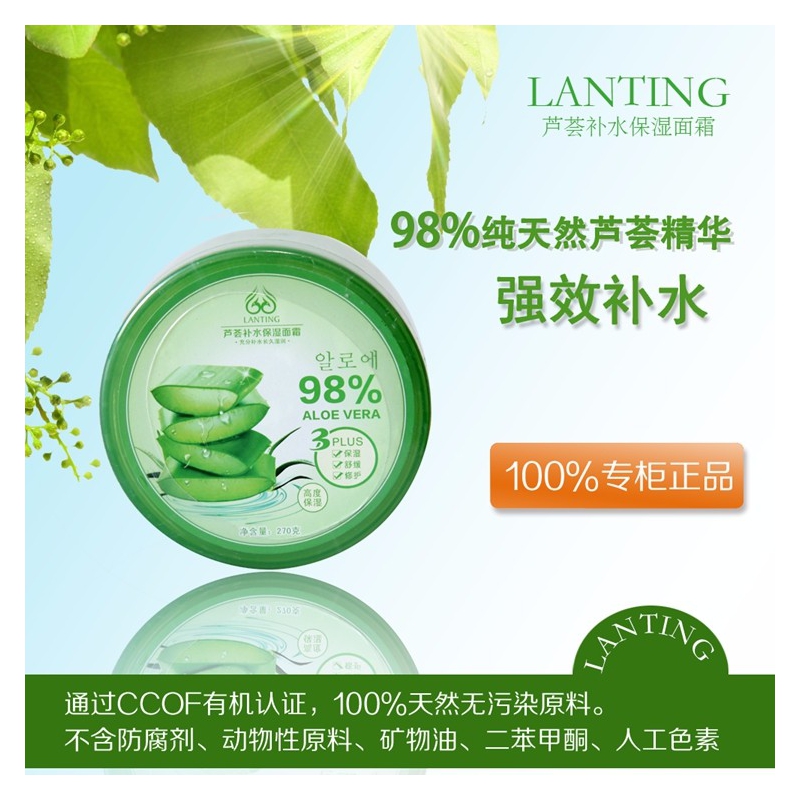 LANTING
芦荟补水保湿面霜
98%纯天然芦荟精华
强效补水
LANTING
芦荟补水保湿面霜
알로에
98%
ALOE VERA
3 PLUS
保湿
舒缓
修护
高度
保湿
净含量：270克
100%专柜正品
LANTING
通过CCOF有机认证，100%天然无污染原料。
不含防腐剂、动物性原料、矿物油、二苯甲酮、人工色素